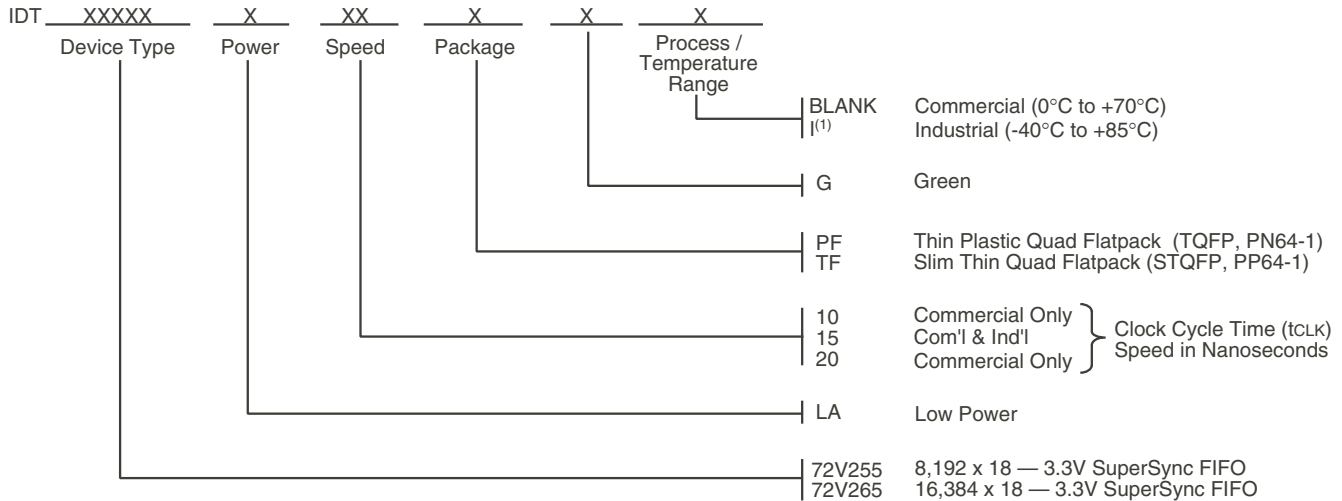 IDT XXXXX X XX X X X
Device Type Power Speed Package Process /
Temperature
Range
BLANK Commercial (0°C to +70°C)
I(1) Industrial (-40°C to +85°C)
G Green
PF Thin Plastic Quad Flatpack (TQFP, PN64-1)
TF Slim Thin Quad Flatpack (STQFP, PP64-1)
10 Commercial Only
15 Com'l & Ind'l
20 Commercial Only
Clock Cycle Time (tCLK)
Speed in Nanoseconds
LA Low Power
72V255 8,192 x 18 — 3.3V SuperSync FIFO
72V265 16,384 x 18 — 3.3V SuperSync FIFO